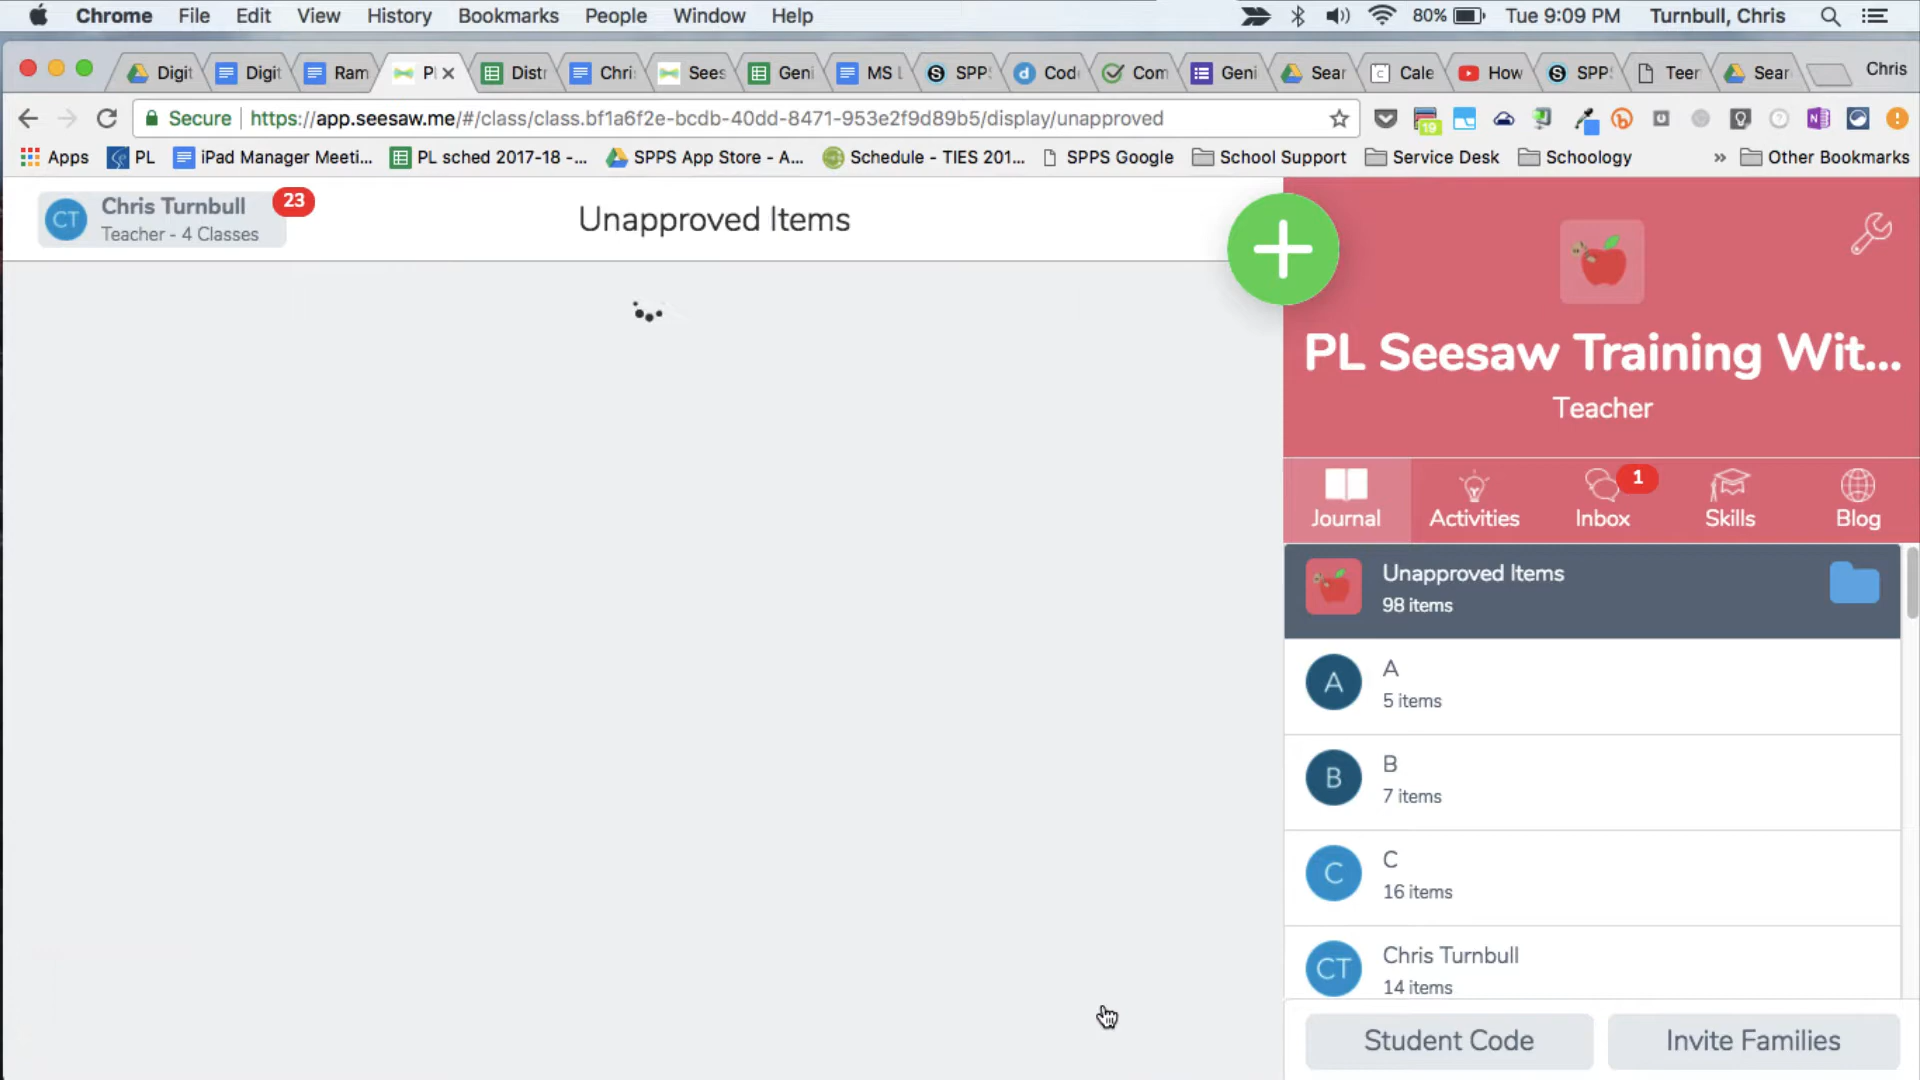 Chrome File Edit View History Bookmarks People Window Help 80% Tue 9:09 PM Turnbull, Chris
Digit Digit Ram Pl Distr Chri Sees Geni MS L SPPS Cod Com Geni Sear Cale How SPPS Teer Sear Chris
Secure https://app.seesaw.me/#/class/class.bf1a6f2e-bcdb-40dd-8471-953e2f9d89b5/display/unapproved 19
Apps PL iPad Manager Meeti... PL sched 2017-18 -... SPPS App Store - A... Schedule - TIES 201... SPPS Google School Support Service Desk Schoology » Other Bookmarks
CT Chris Turnbull 23
Teacher - 4 Classes
Unapproved Items
PL Seesaw Training Wit...
Teacher
Journal Activities Inbox 1 Skills Blog
Unapproved Items
98 items
A A
5 items
B B
7 items
C C
16 items
CT Chris Turnbull
14 items
Student Code Invite Families